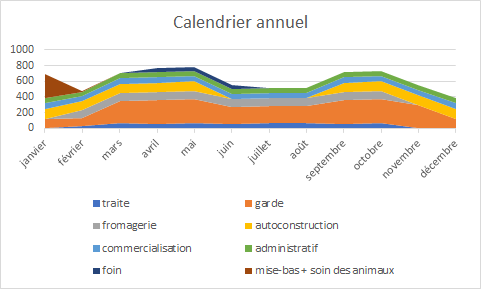 Calendrier annuel
1000
800
600
400
200
0
janvier février mars avril mai juin juillet août septembre octobre novembre décembre
traite garde
fromagerie autoconstruction
commercialisation administratif
foin mise-bas + soin des animaux